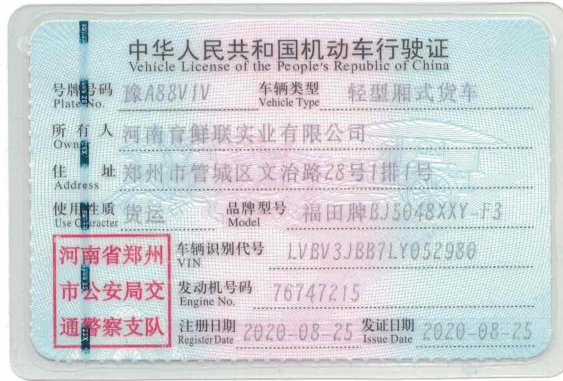 中华人民共和国机动车行驶证
Vehicle License of the People's Republic of China
号牌号码 豫A88V1V 车辆类型 轻型厢式货车
Plate No. Vehicle Type
所有人 河南育鲜联实业有限公司
Owner
住址 郑州市管城区文治路28号1排1号
Address
使用性质 货运 品牌型号 福田牌BJ5048XXY-F3
Use Character Model
河南省郑州 车辆识别代号 LVBV3JBB7LY052980
VIN
市公安局交 发动机号码 76747215
Engine No.
通警察支队 注册日期 2020-08-25 发证日期 2020-08-25
Register Date Issue Date